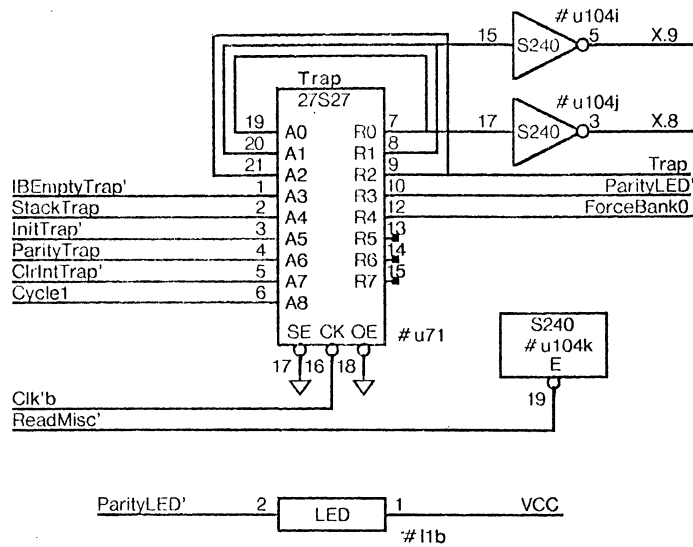 # u104i
15 S240 5 X.9
# u104j
17 S240 3 X.8
Trap
27S27
19 A0 R0 7
20 A1 R1 8
21 A2 R2 9 Trap
IBEmptyTrap' 1 A3 R3 10 ParityLED'
StackTrap 2 A4 R4 12 ForceBank0
InitTrap' 3 A5 R5 13
ParityTrap 4 A6 R6 14
ClrIntTrap' 5 A7 R7 15
Cycle1 6 A8
SE CK OE # u71
17 16 18
S240
# u104k
E
19
Clk'b
ReadMisc'
ParityLED' 2 LED 1 VCC
# l1b